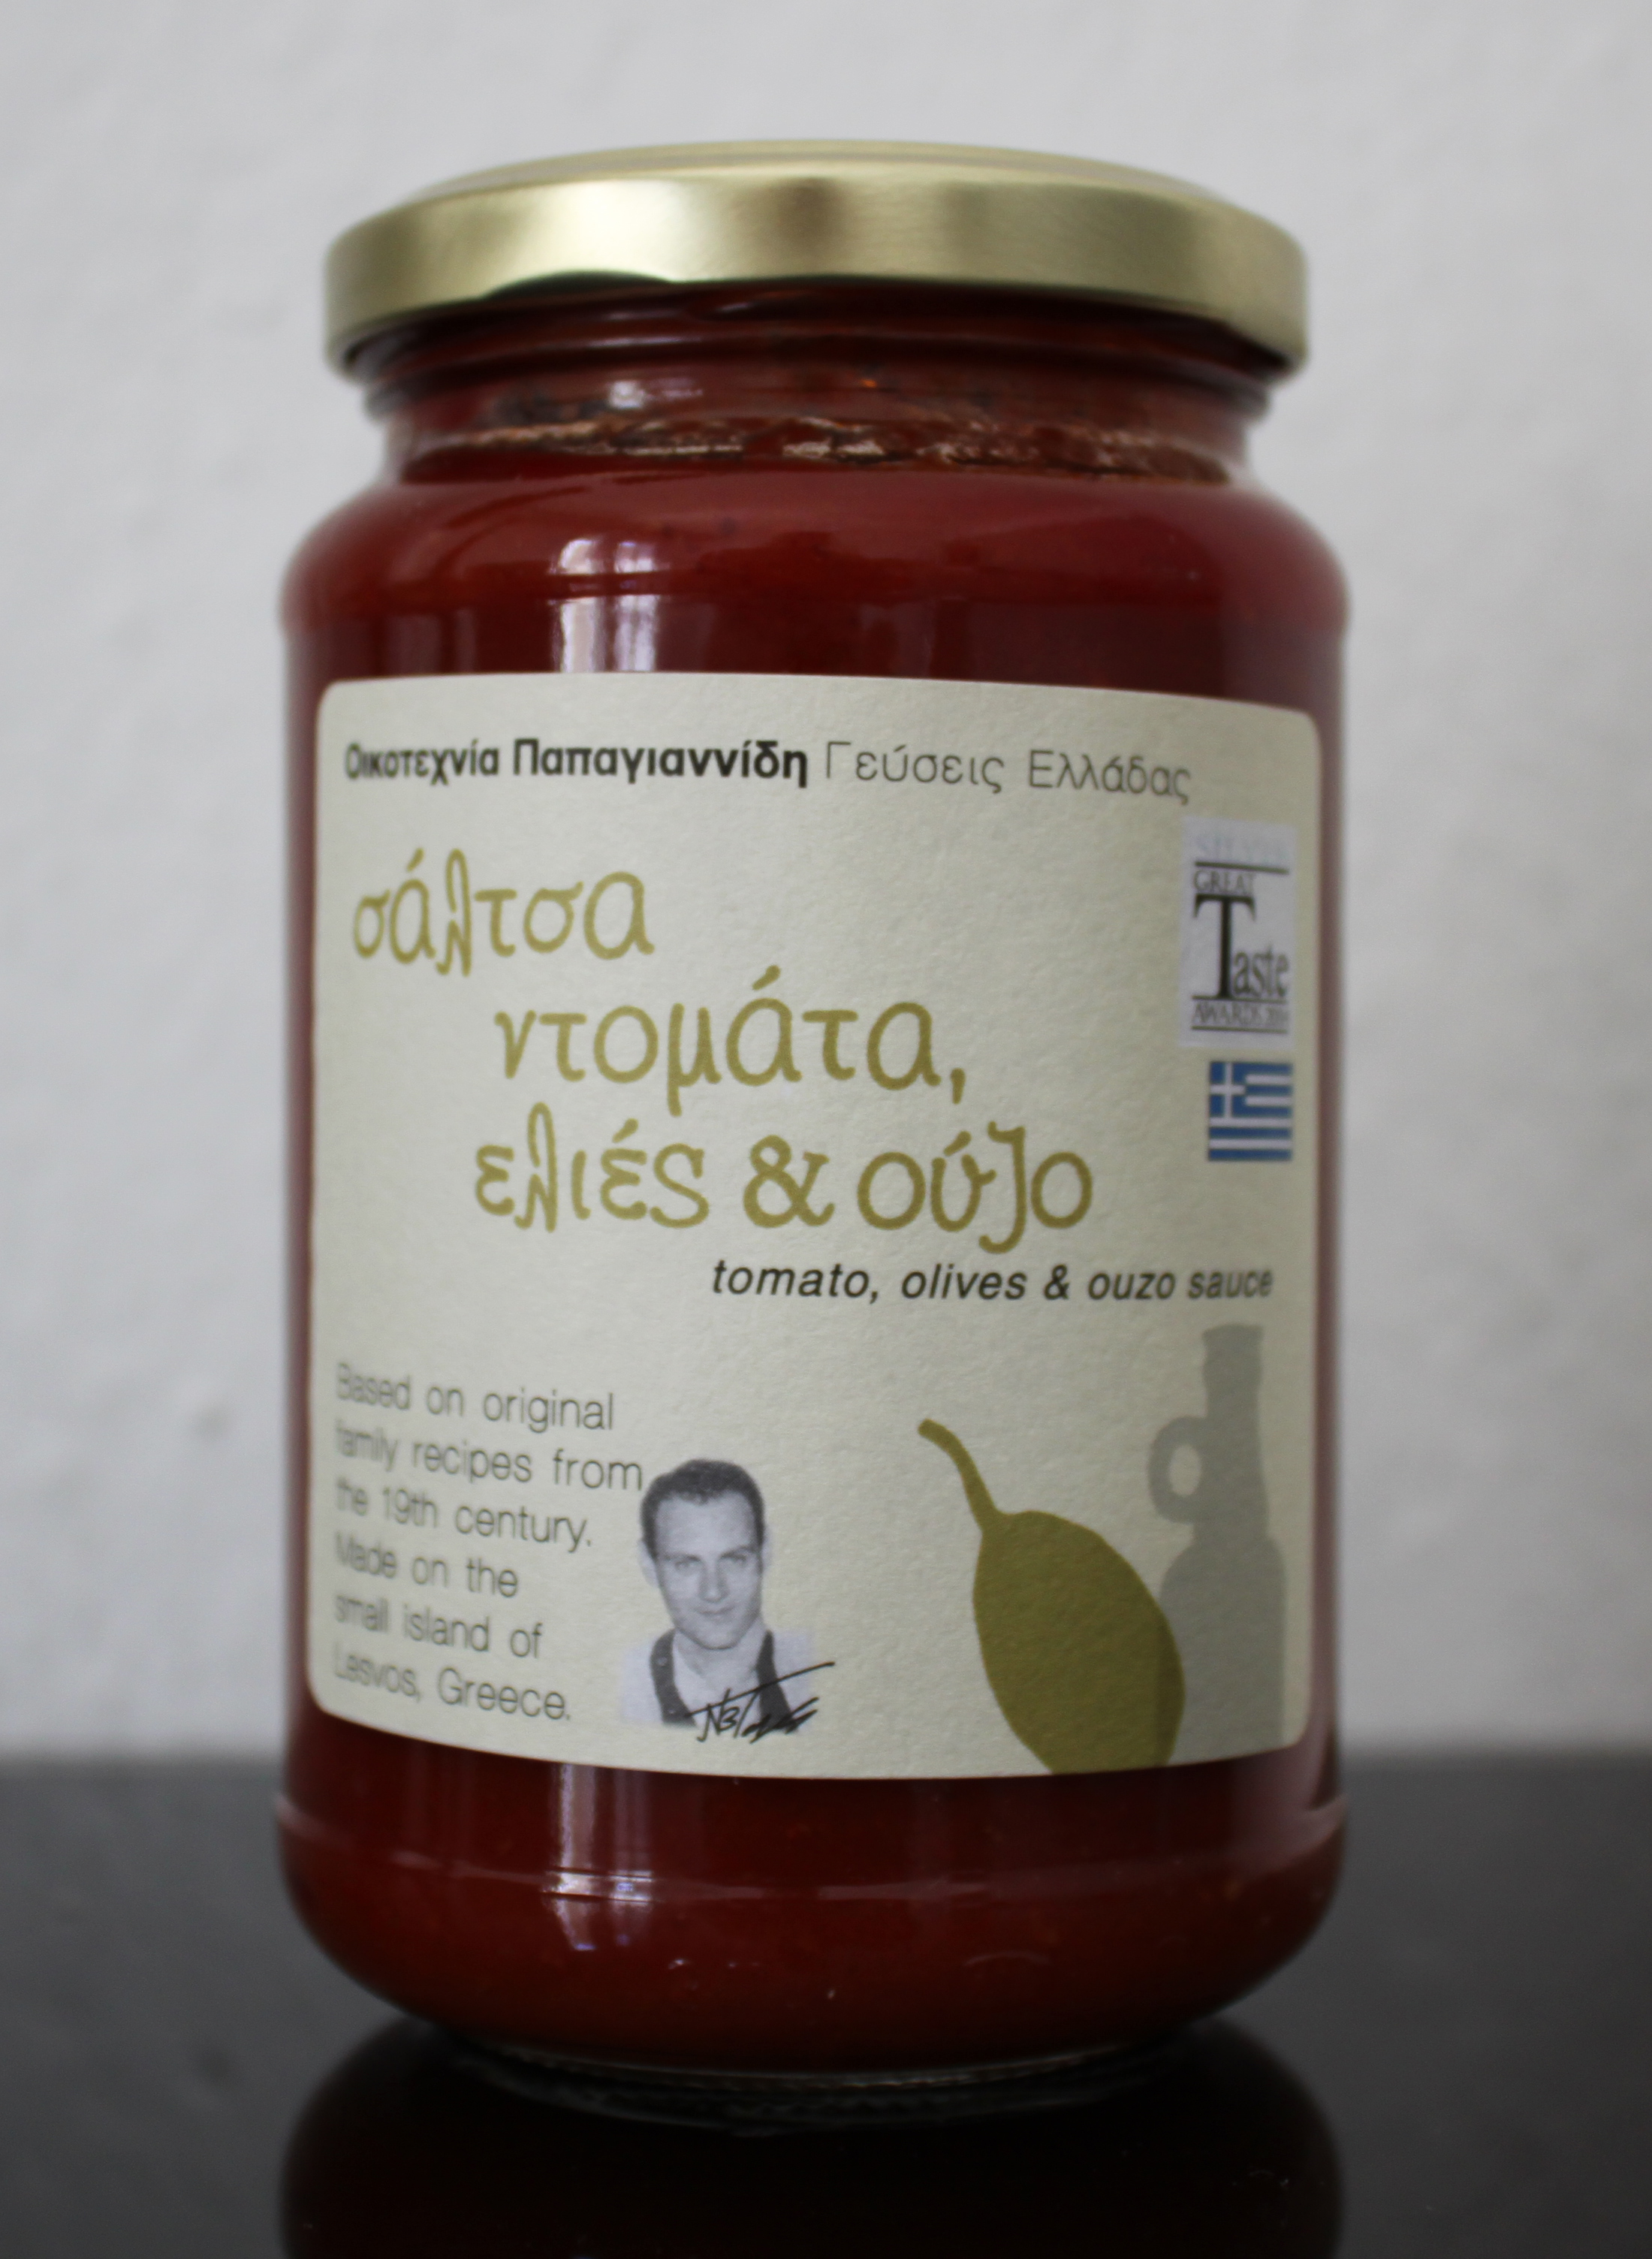 Οικοτεχνία Παπαγιαννίδη Γεύσεις Ελλάδας
σάλτσα
ντομάτα,
ελιές & ούζο
tomato, olives & ouzo sauce
GREAT
Taste
AWARDS
Based on original
family recipes from
the 19th century.
Made on the
small island of
Lesvos, Greece.